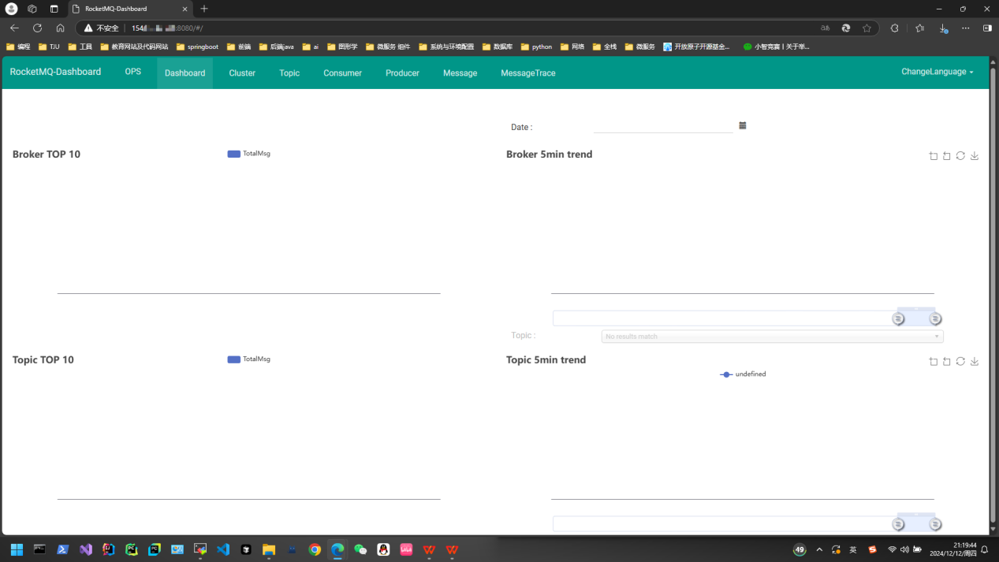 RocketMQ-Dashboard
不安全 154. :8080/#/
编程 TJU 工具 教育网站及代码网站 springboot 前端 后端java ai 图形学 微服务 组件 系统与环境配置 数据库 python 网络 全栈 微服务 开放原子开源基金... 小智竞赛丨关于举...
RocketMQ-Dashboard OPS Dashboard Cluster Topic Consumer Producer Message MessageTrace ChangeLanguage
Date :
Broker TOP 10 TotalMsg Broker 5min trend
Topic : No results match
Topic TOP 10 TotalMsg Topic 5min trend
undefined
49 英 21:19:44
2024/12/12/周四